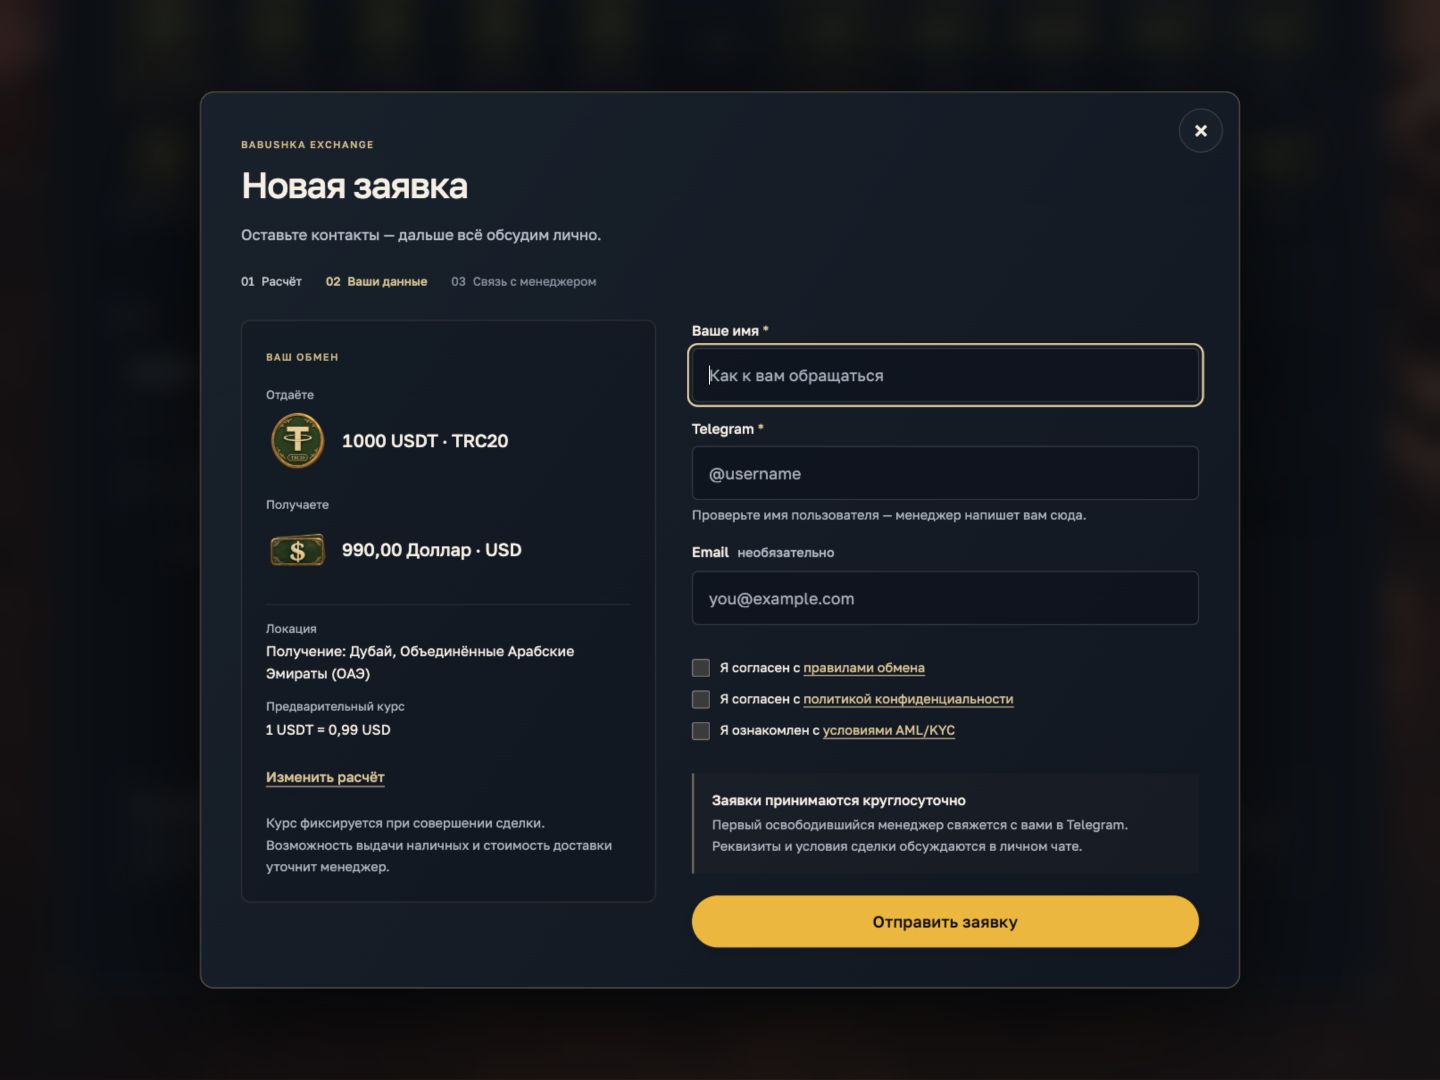 BABUSHKA EXCHANGE
Новая заявка
Оставьте контакты — дальше всё обсудим лично.
01 Расчёт 02 Ваши данные 03 Связь с менеджером
ВАШ ОБМЕН
Отдаёте
TRC20
1000 USDT · TRC20
Получаете
$
990,00 Доллар · USD
Локация
Получение: Дубай, Объединённые Арабские
Эмираты (ОАЭ)
Предварительный курс
1 USDT = 0,99 USD
Изменить расчёт
Курс фиксируется при совершении сделки.
Возможность выдачи наличных и стоимость доставки
уточнит менеджер.
Ваше имя *
Как к вам обращаться
Telegram *
@username
Проверьте имя пользователя — менеджер напишет вам сюда.
Email необязательно
you@example.com
Я согласен с правилами обмена
Я согласен с политикой конфиденциальности
Я ознакомлен с условиями AML/KYC
Заявки принимаются круглосуточно
Первый освободившийся менеджер свяжется с вами в Telegram.
Реквизиты и условия сделки обсуждаются в личном чате.
Отправить заявку